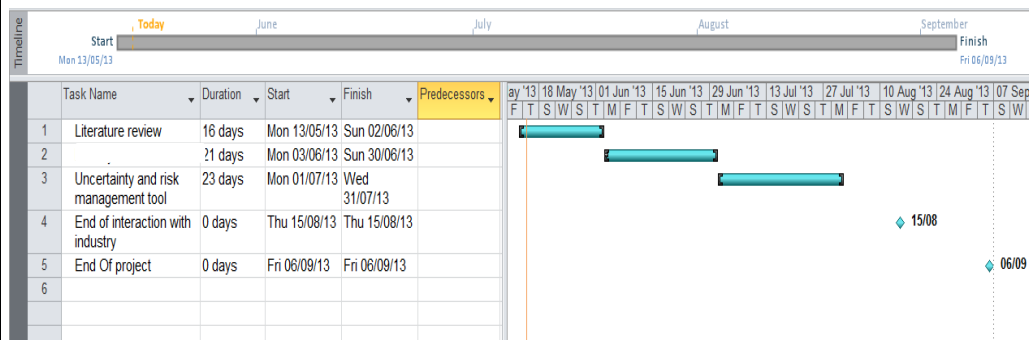 Timeline
Today
June
July
August
September
Start
Mon 13/05/13
Finish
Fri 06/09/13
Task Name Duration Start Finish Predecessors
ay '13 18 May '13 01 Jun '13 15 Jun '13 29 Jun '13 13 Jul '13 27 Jul '13 10 Aug '13 24 Aug '13 07 Sep
F T S W S T M F T S W S T M F T S W S T M F T S W
1 Literature review 16 days Mon 13/05/13 Sun 02/06/13
2 21 days Mon 03/06/13 Sun 30/06/13
3 Uncertainty and risk 23 days Mon 01/07/13 Wed
management tool 31/07/13
4 End of interaction with 0 days Thu 15/08/13 Thu 15/08/13
industry
15/08
5 End Of project 0 days Fri 06/09/13 Fri 06/09/13
06/09
6